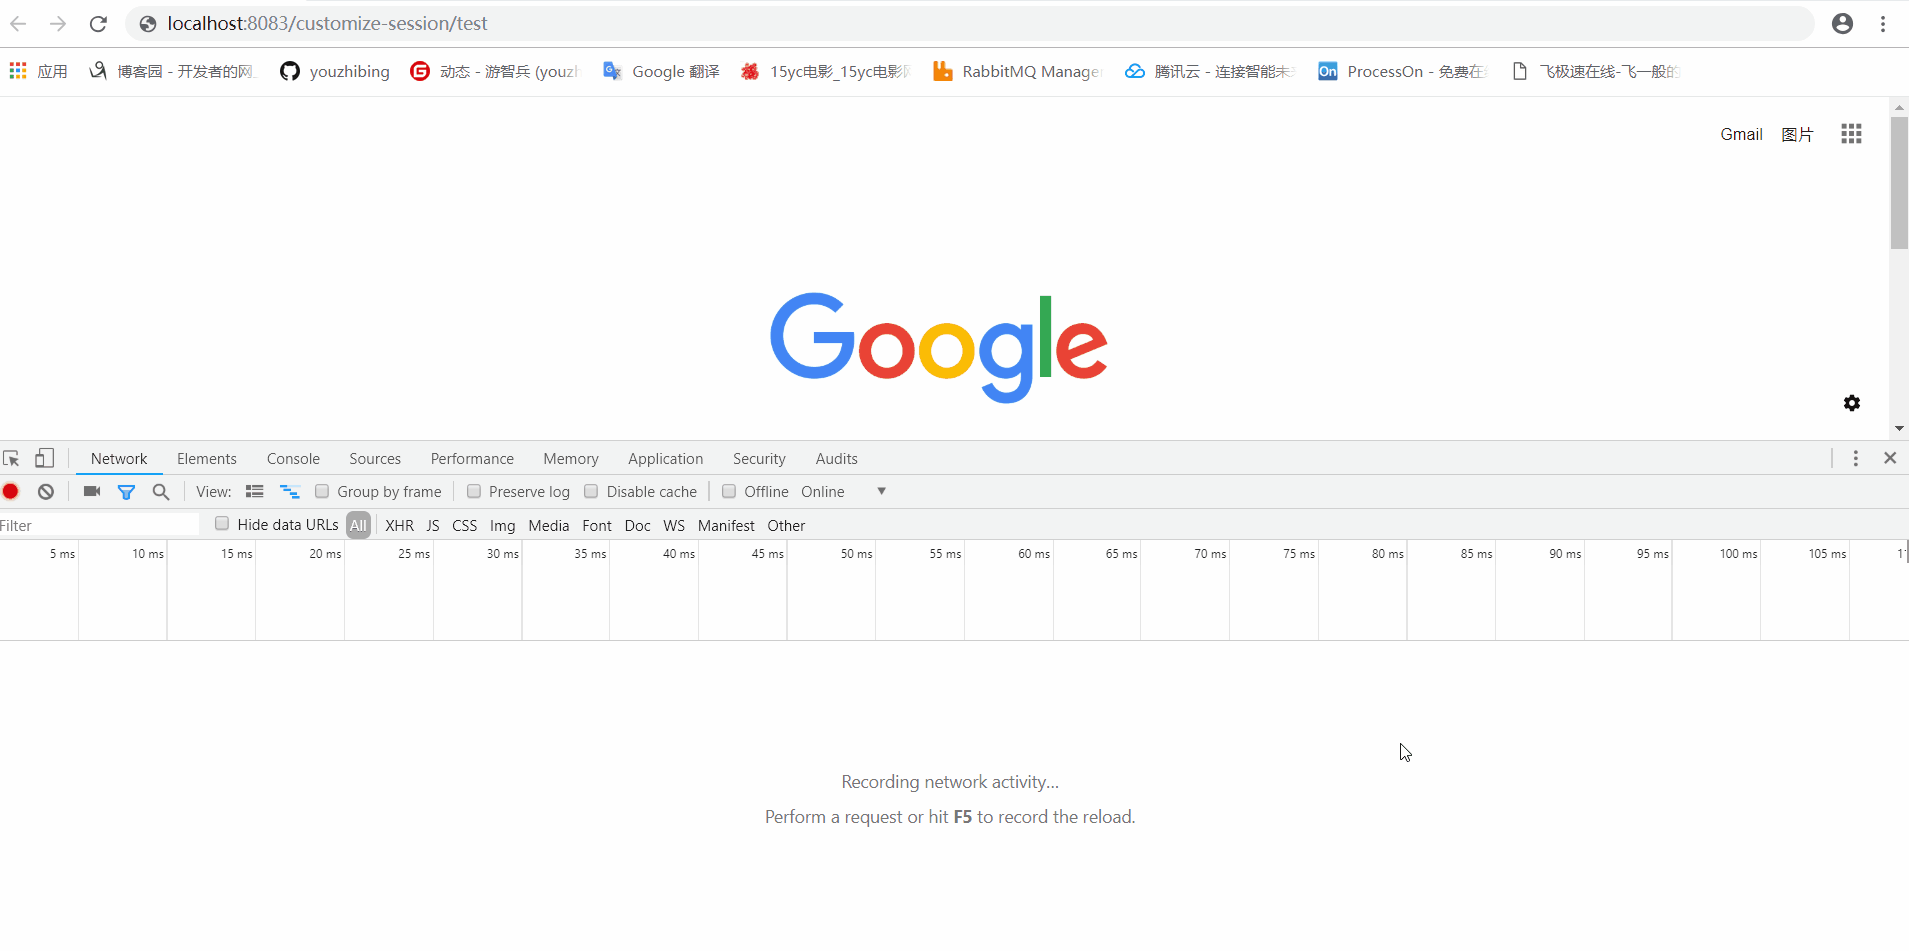 localhost:8083/customize-session/test
应用 博客园 - 开发者的网 youzhibing 动态 - 游智兵 (youzh Google 翻译 15yc电影_15yc电影 RabbitMQ Manage 腾讯云 - 连接智能未 ProcessOn - 免费在 飞极速在线-飞一般的
Gmail 图片
Google
Network Elements Console Sources Performance Memory Application Security Audits
View: Group by frame Preserve log Disable cache Offline Online
Filter Hide data URLs All XHR JS CSS Img Media Font Doc WS Manifest Other
5 ms 10 ms 15 ms 20 ms 25 ms 30 ms 35 ms 40 ms 45 ms 50 ms 55 ms 60 ms 65 ms 70 ms 75 ms 80 ms 85 ms 90 ms 95 ms 100 ms 105 ms
Recording network activity...
Perform a request or hit F5 to record the reload.